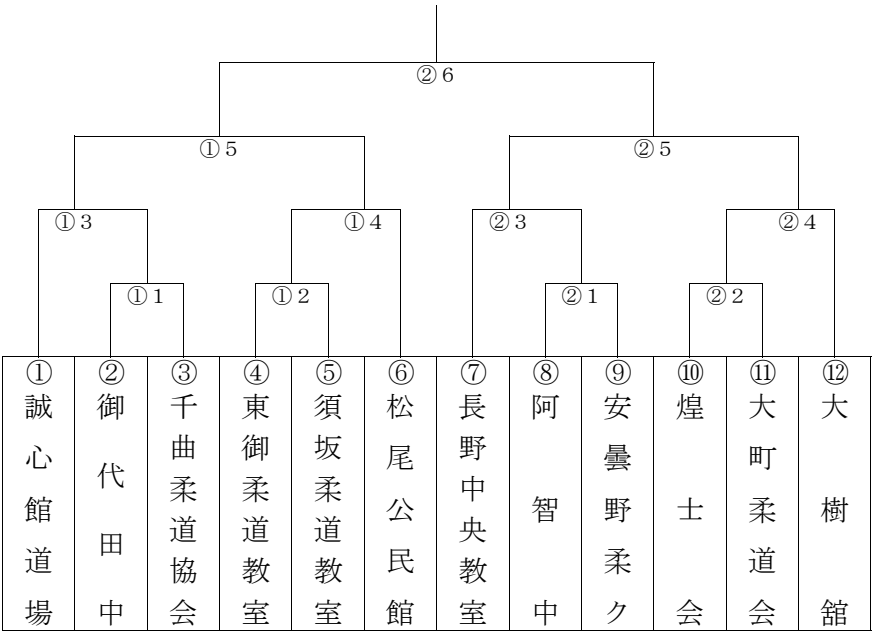 ②6
①5
②5
①3
①4
②3
②4
①1
①2
②1
②2
①誠心館道場
②御代田中
③千曲柔道協会
④東御柔道教室
⑤須坂柔道教室
⑥松尾公民館
⑦長野中央教室
⑧阿智中
⑨安曇野柔ク
⑩煌士会
⑪大町柔道会
⑫大樹舘